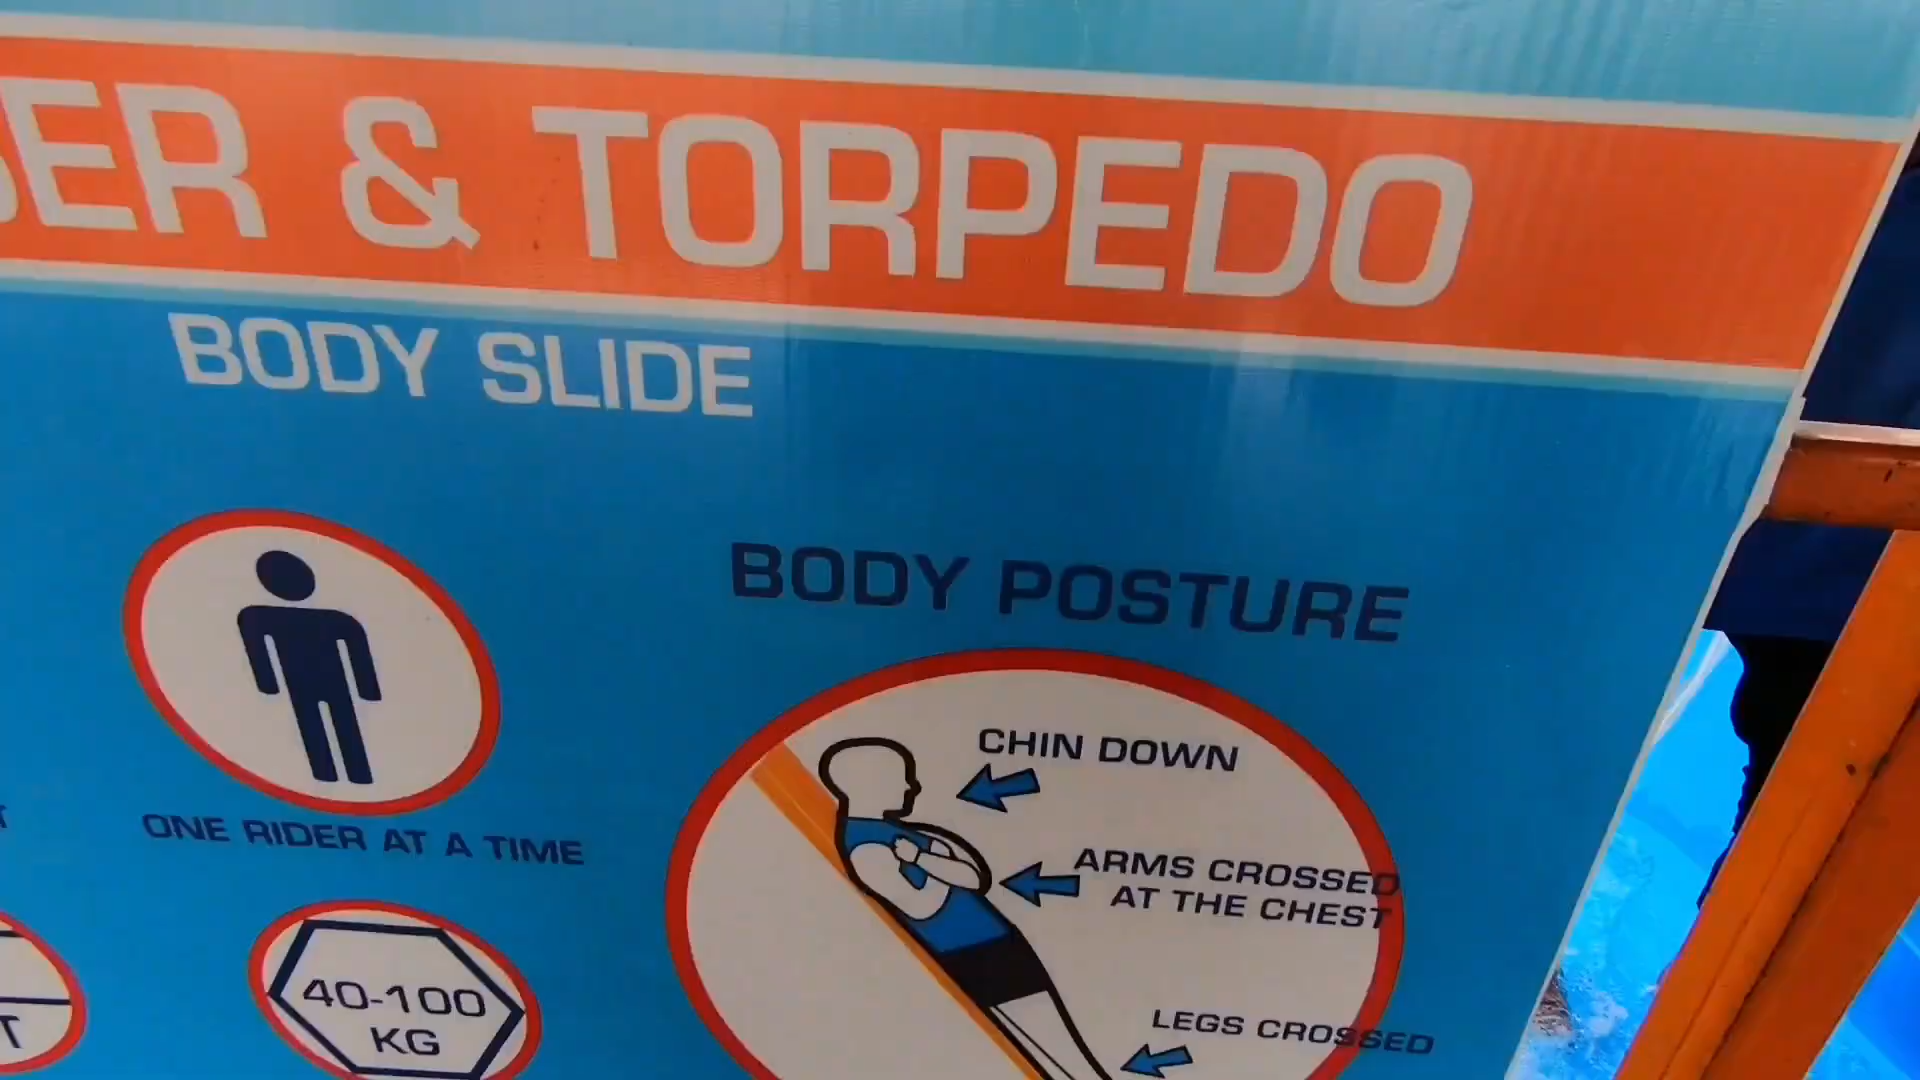 & TORPEDO
BODY SLIDE
BODY POSTURE
CHIN DOWN
ARMS CROSSED
AT THE CHEST
LEGS CROSSED
ONE RIDER AT A TIME
40-100
KG